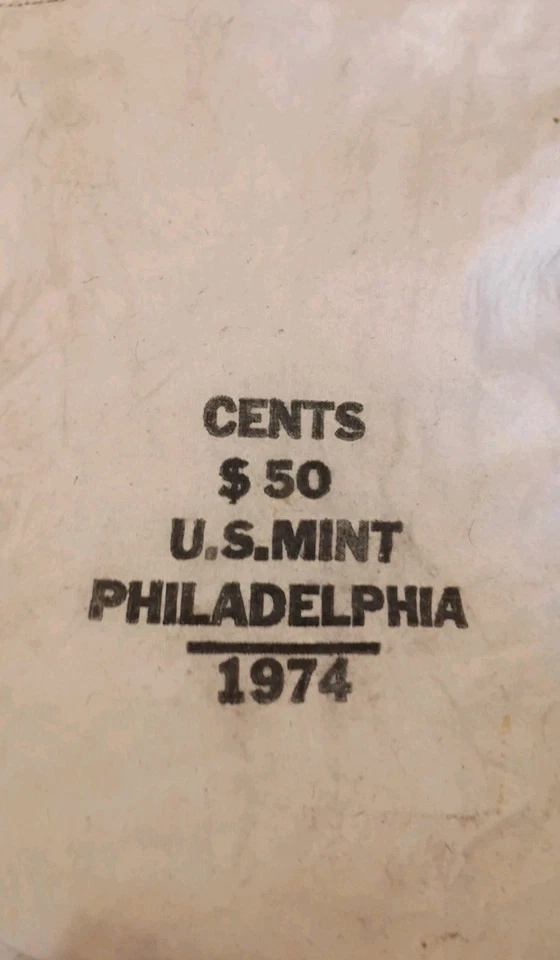 CENTS
$ 50
U.S.MINT
PHILADELPHIA
1974